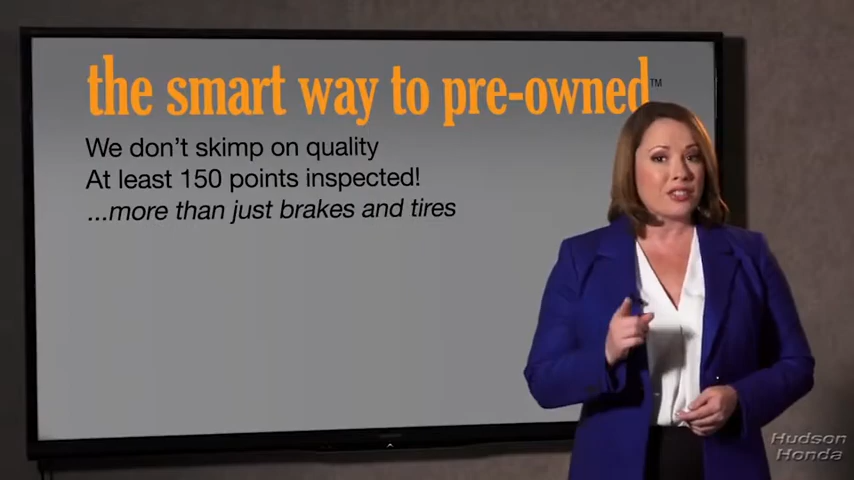 the smart way to pre-owned™
We don't skimp on quality
At least 150 points inspected!
...more than just brakes and tires
Hudson
Honda